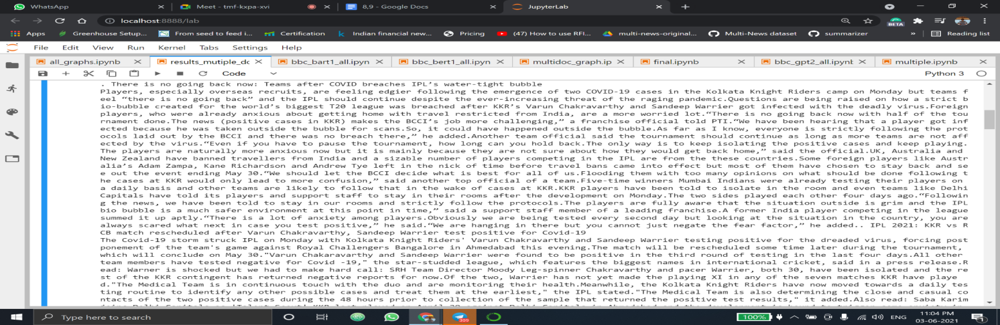 WhatsApp
Meet - tmf-kxpa-xvi
8,9 - Google Docs
JupyterLab
localhost:8888/lab
BETA
Apps
Greenhouse Setup...
From seed to feed i...
Certification
Indian financial new...
Pricing
(47) How to use RFI...
multi-news-original...
Multi-News dataset
summarizer
»
Reading list
File Edit View Run Kernel Tabs Settings Help
all_graphs.ipynb
results_mutiple_dc
bbc_bart1_all.ipyn
bbc_bert1_all.ipyn
multidoc_graph.ip
final.ipynb
bbc_gpt2_all.ipynb
multiple.ipynb
Code
Python 3
. There is no going back now: Teams after COVID breaches IPL's water-tight bubble
Players, especially overseas recruits, are feeling edgier following the emergence of two COVID-19 cases in the Kolkata Knight Riders camp on Monday but teams f
eel “there is no going back” and the IPL should continue despite the ever-increasing threat of the raging pandemic.Questions are being raised on how a strict b
io-bubble created for the world's biggest T20 league was breached after KKR's Varun Chakravarthy and Sandeep Warrier got infected with the deadly virus.Foreign
players, who were already anxious about getting home with travel restricted from India, are a more worried lot.“There is no going back now with half of the tou
rnament done.The news (positive cases in KKR) makes the BCCI's job more challenging,” a franchise official told PTI.“We have been hearing that a player got inf
ected because he was taken outside the bubble for scans.So, it could have happened outside the bubble.As far as I know, everyone is strictly following the prot
ocols laid out by the BCCI and there was no breach there,” he added.Another team official said the tournament should continue as long as more teams are not aff
ected by the virus.“Even if you have to pause the tournament, how long can you hold back.The only way is to keep isolating the positive cases and keep playing.
The players are naturally more anxious now but it is mainly because they are not sure about how they would get back home,” said the official.UK, Australia and
New Zealand have banned travellers from India and a sizable number of players competing in the IPL are from the these countries.Some foreign players like Austr
alia's Adam Zampa, Kane Richardson and Andrew Tye left in the nick of time before travel bans came into effect but most of them have chosen to stay back and se
e out the event ending May 30.“We should let the BCCI decide what is best for all of us.Flooding them with too many opinions on what should be done following t
he cases at KKR would only lead to more confusion,” said another top official of a team.Five-time winners Mumbai Indians were already testing their players on
a daily basis and other teams are likely to follow that in the wake of cases at KKR.KKR players have been told to isolate in the room and even teams like Delhi
Capitals have told its players and support staff to stay in their rooms after the development on Monday.The two sides played each other four days ago.“Followin
g the news, we have been told to stay in our rooms and strictly follow the protocols.The players are fully aware that the situation outside is grim and the IPL
bio bubble is a much safer environment at this point in time,” said a support staff member of a leading franchise.A former India player competing in the league
summed it up aptly.“There is a lot of anxiety among players.Obviously we are being tested every second day but looking at the situation in the country, you are
always scared what next in case you test positive,” he said.“We are hanging in there but you cannot just negate the fear factor,” he added.. IPL 2021: KKR vs R
CB match rescheduled after Varun Chakravarthy, Sandeep Warrier test positive for Covid-19
The Covid-19 storm struck IPL on Monday with Kolkata Knight Riders' Varun Chakravarthy and Sandeep Warrier testing positive for the dreaded virus, forcing post
ponement of the team's game against Royal Challengers Bangalore in Ahmedabad this evening.The match will be rescheduled some time later during the tournament,
which will conclude on May 30."Varun Chakaravarthy and Sandeep Warrier were found to be positive in the third round of testing in the last four days.All other
team members have tested negative for Covid -19," the star-studded league, which features the biggest names in international cricket, said in a press release.R
ead: Warner is shocked but we had to make hard call: SRH Team Director Moody Leg-spinner Chakravarthy and pacer Warrier, both 30, have been isolated and the re
st of the KKR contingent has returned negative reports for now.Of the two, Warrier has not yet made the playing XI in any of the seven matches KKR have playe
d."The Medical Team is in continuous touch with the duo and are monitoring their health.Meanwhile, the Kolkata Knight Riders have now moved towards a daily tes
ting routine to identify any other possible cases and treat them at the earliest," the IPL stated."The Medical Team is also determining the close and casual co
ntacts of the two positive cases during the 48 hours prior to collection of the sample that returned the positive test results," it added.Also read: Saba Karim
Type here to search
309
100%
ENG
11:04 PM
03-06-2021
1